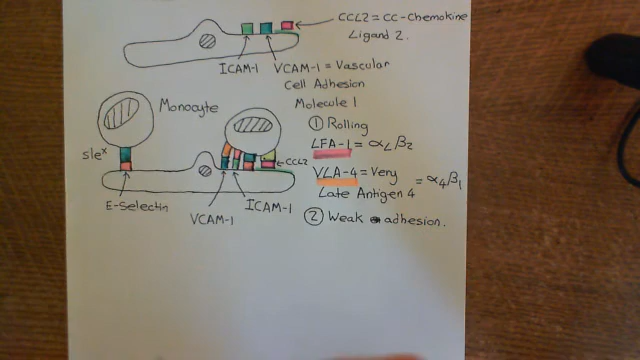 CCL2 = CC-Chemokine
Ligand 2.
ICAM-1 VCAM-1 = Vascular
Cell Adhesion
Molecule 1
Monocyte
① Rolling
LFA-1 = αLβ2
sleˣ
CCL2
VLA-4 = Very
Late Antigen 4
= α4β1
E-Selectin
VCAM-1
ICAM-1
② Weak adhesion.